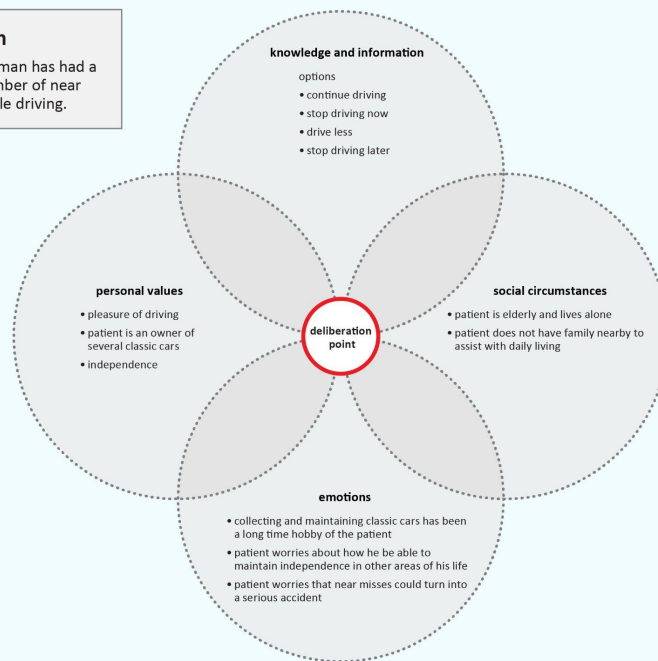 man has had a
near
driving.
knowledge and information
options
• continue driving
• stop driving now
• drive less
• stop driving later
personal values
• pleasure of driving
• patient is an owner of
several classic cars
• independence
deliberation
point
social circumstances
• patient is elderly and lives alone
• patient does not have family nearby to
assist with daily living
emotions
• collecting and maintaining classic cars has been
a long time hobby of the patient
• patient worries about how he be able to
maintain independence in other areas of his life
• patient worries that near misses could turn into
a serious accident